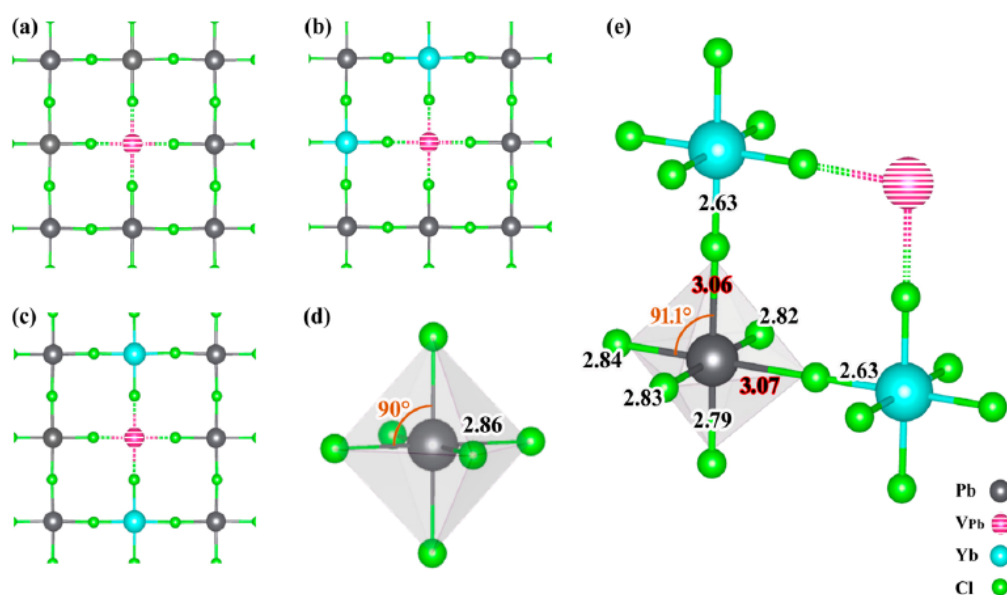 (a)
(b)
(e)
2.63
3.06
91.1°
2.82
2.84
2.63
2.83
3.07
2.79
(c)
(d)
90°
2.86
Pb
VPb
Yb
Cl